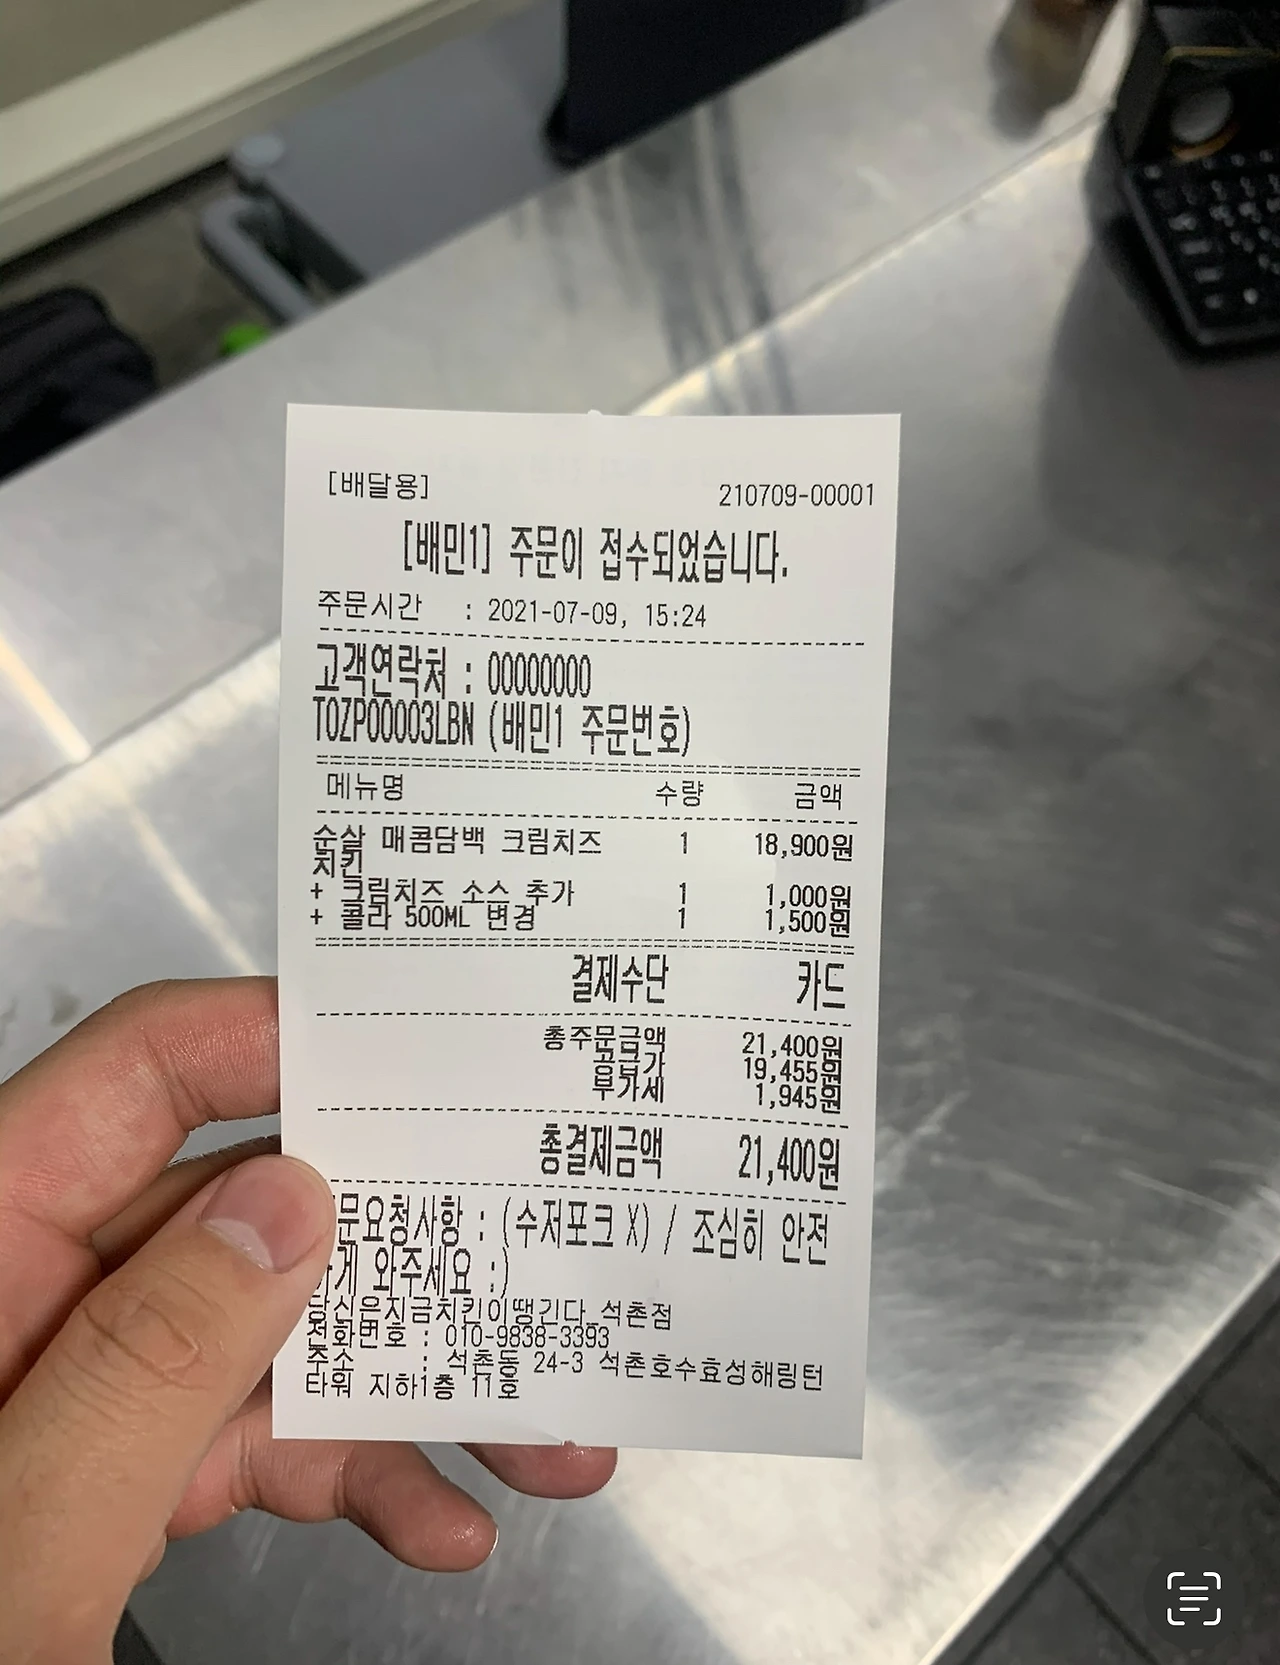 [배달용] 210709-00001
[배민1] 주문이 접수되었습니다.
주문시간 : 2021-07-09, 15:24
고객연락처 : 00000000
T0ZP00003LBN (배민1 주문번호)
메뉴명 수량 금액
순살 매콤담백 크림치즈 1 18,900원
치킨
+ 크림치즈 소스 추가 1 1,000원
+ 콜라 500ML 변경 1 1,500원
결제수단 카드
총주문금액 21,400원
공급가 19,455원
부가세 1,945원
총결제금액 21,400원
문요청사항 : (수저포크 X) / 조심히 안전
하게 와주세요 :)
당신은지금치킨이땡긴다_석촌점
전화번호 : 010-9838-3393
주소 : 석촌동 24-3 석촌호수효성해링턴
타워 지하1층 11호